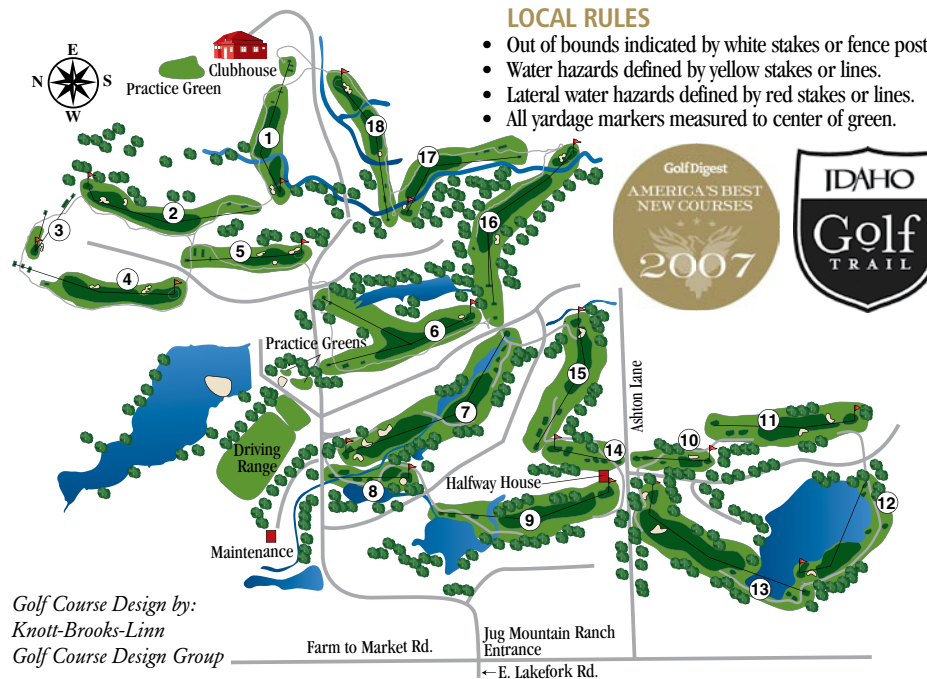 LOCAL RULES
• Out of bounds indicated by white stakes or fence post
• Water hazards defined by yellow stakes or lines.
• Lateral water hazards defined by red stakes or lines.
• All yardage markers measured to center of green.
E
N S
W
Clubhouse
Practice Green
GolfDigest
AMERICA'S BEST
NEW COURSES
2007
IDAHO
Golf
TRAIL
1
18
17
2
3
16
5
4
6
Practice Greens
15
Ashton Lane
7
11
10
14
Driving
Range
Halfway House
8
9
12
Maintenance
13
Golf Course Design by:
Knott-Brooks-Linn
Golf Course Design Group
Farm to Market Rd.
Jug Mountain Ranch
Entrance
←E. Lakefork Rd.